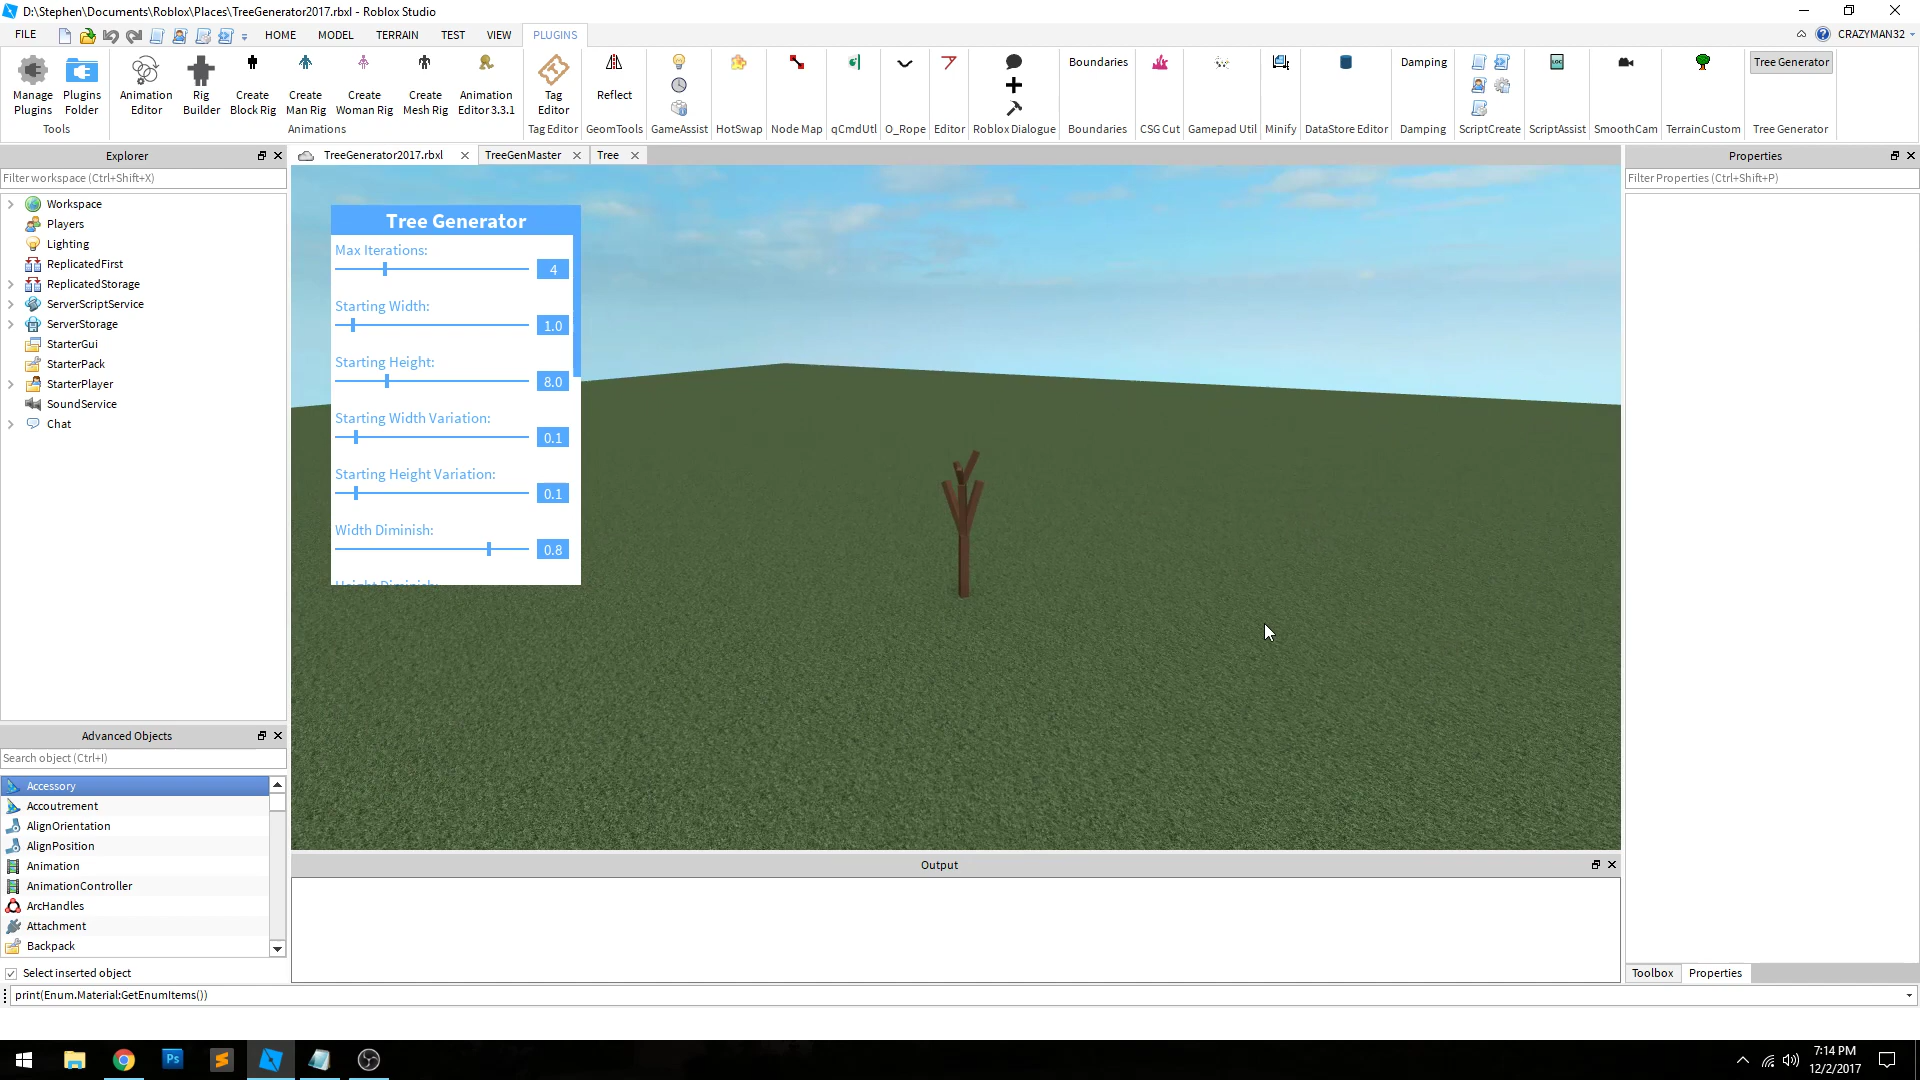 D:\Stephen\Documents\Roblox\Places\TreeGenerator2017.rbxl - Roblox Studio
FILE HOME MODEL TERRAIN TEST VIEW PLUGINS CRAZYMAN32
Manage Plugins
Plugins Folder
Tools
Animation Editor
Rig Builder
Create Block Rig
Create Man Rig
Create Woman Rig
Create Mesh Rig
Animation Editor 3.3.1
Animations
Tag Editor
Tag Editor
Reflect
GeomTools
GameAssist
HotSwap
Node Map
qCmdUtl
O_Rope
Editor
Roblox Dialogue
Boundaries
Boundaries
CSG Cut
Gamepad Util
Minify
DataStore Editor
Damping
Damping
ScriptCreate
LOC
ScriptAssist
SmoothCam
TerrainCustom
Tree Generator
Tree Generator
Explorer
Filter workspace (Ctrl+Shift+X)
Workspace
Players
Lighting
ReplicatedFirst
ReplicatedStorage
ServerScriptService
ServerStorage
StarterGui
StarterPack
StarterPlayer
SoundService
Chat
Advanced Objects
Search object (Ctrl+I)
Accessory
Accoutrement
AlignOrientation
AlignPosition
Animation
AnimationController
ArcHandles
Attachment
Backpack
Select inserted object
print(Enum.Material:GetEnumItems())
TreeGenerator2017.rbxl TreeGenMaster Tree
Tree Generator
Max Iterations:
4
Starting Width:
1.0
Starting Height:
8.0
Starting Width Variation:
0.1
Starting Height Variation:
0.1
Width Diminish:
0.8
Height Diminish:
Output
Properties
Filter Properties (Ctrl+Shift+P)
Toolbox Properties
Ps
7:14 PM
12/2/2017